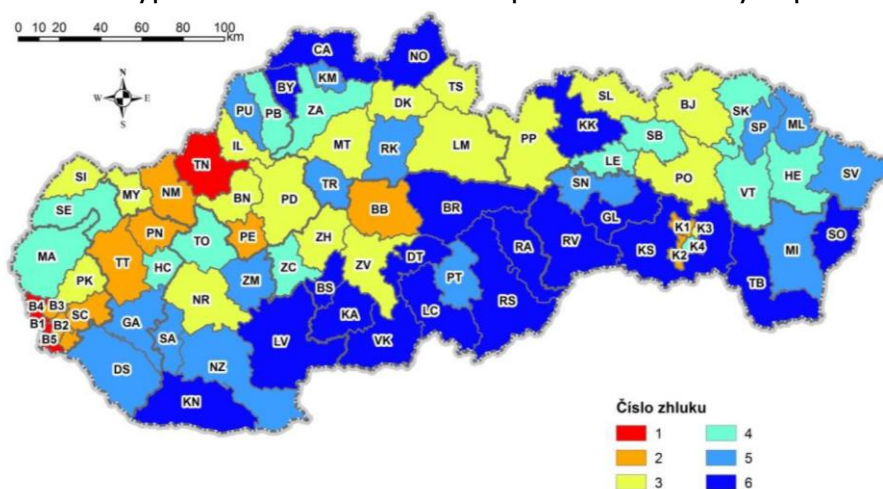 0 10 20 40 60 80 100
km
N
W E
S
CA
NO
BY
KM
TS
PU
PB
ZA
DK
SL
BJ
SK
KK
SP
ML
IL
MT
RK
LM
PP
SB
TN
LE
PO
VT
HE
SV
SI
MY
NM
BN
PD
TR
SN
SE
BB
BR
GL
PN
PE
K1
K3
TO
ZH
RA
RV
KS
K4
K2
SO
MA
TT
HC
ZC
ZV
DT
MI
PK
ZM
BS
PT
TB
NR
B4
B3
SC
KA
LC
RS
B1
B2
GA
B5
SA
LV
VK
DS
NZ
KN
Číslo zhluku
1 4
2 5
3 6